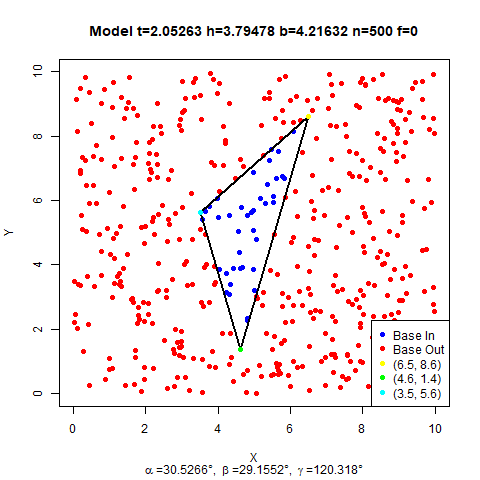 Model t=2.05263 h=3.79478 b=4.21632 n=500 f=0
10
8
6
4
2
0
Y
Base In
Base Out
(6.5, 8.6)
(4.6, 1.4)
(3.5, 5.6)
0 2 4 6 8 10
X
α=30.5266°, β=29.1552°, γ=120.318°